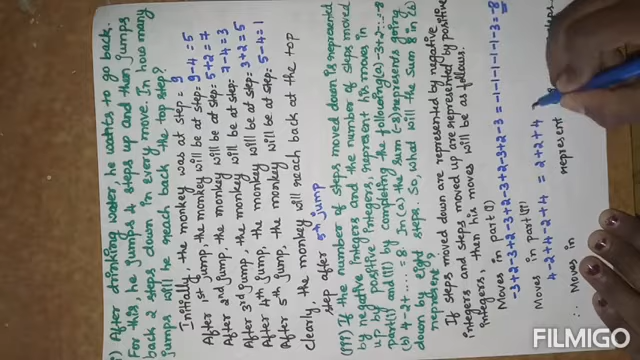 After drinking water, he wants to go back.
For this, he jumps 4 steps up and then jumps
back 2 steps down in every move. In how many
jumps will he reach back the top step?
Initially, the monkey was at step = 9
After 1st jump, the monkey will be at step: 9-4 = 5
After 2nd jump, the monkey will be at step: 5+2 = 7
After 3rd jump, the monkey will be at step: 7-4 = 3
After 4th jump, the monkey will be at step: 3+2 = 5
After 5th jump, the monkey will be at step: 5-4 = 1
clearly, the monkey will reach back at the top
step after 5th jump
(iii) If the number of steps moved down is represented
by negative integers and the number of steps moved
up by positive integers, represent his moves in
part(i) and (ii) by completing the following; (a) -3+2-...=-8
(b) 4-2+......=8. In (a) the sum (-8) represents going
down by eight steps. So, what will the sum 8 in (b)
represent?
If steps moved down are represented by negative
integers and steps moved up are represented by positive
integers, then his moves will be as follows:
Moves in part (i)
-3+2-3+2-3+2-3+2-3+2-3 = -1-1-1-1-1-3 = -8
Moves in part (ii)
4-2+4-2+4 = 2+2+4
∴ Moves in
represent
steps..
FILMIGO